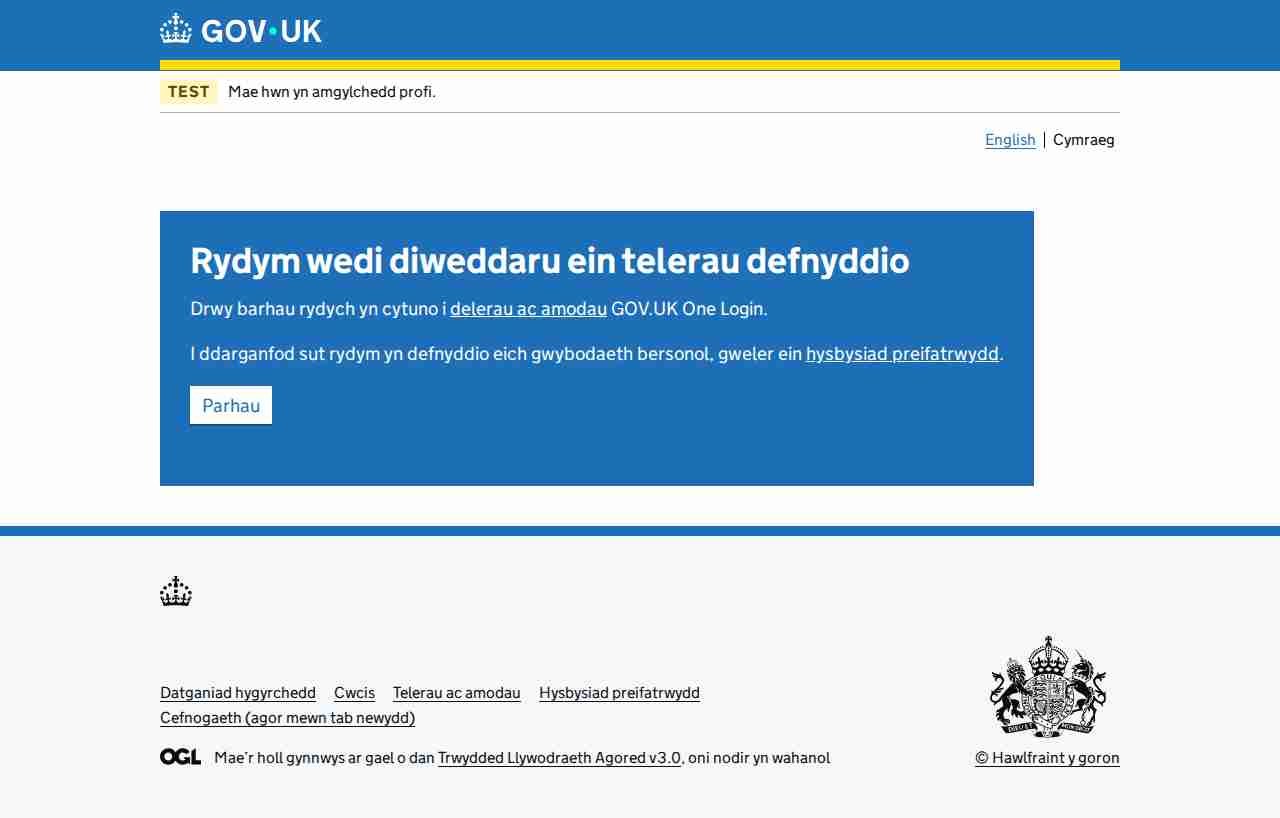 GOV·UK
TEST Mae hwn yn amgylchedd profi.
English | Cymraeg
Rydym wedi diweddaru ein telerau defnyddio
Drwy barhau rydych yn cytuno i delerau ac amodau GOV.UK One Login.
I ddarganfod sut rydym yn defnyddio eich gwybodaeth bersonol, gweler ein hysbysiad preifatrwydd.
Parhau
Datganiad hygyrchedd Cwcis Telerau ac amodau Hysbysiad preifatrwydd
Cefnogaeth (agor mewn tab newydd)
OGL Mae'r holl gynnwys ar gael o dan Trwydded Llywodraeth Agored v3.0, oni nodir yn wahanol
© Hawlfraint y goron